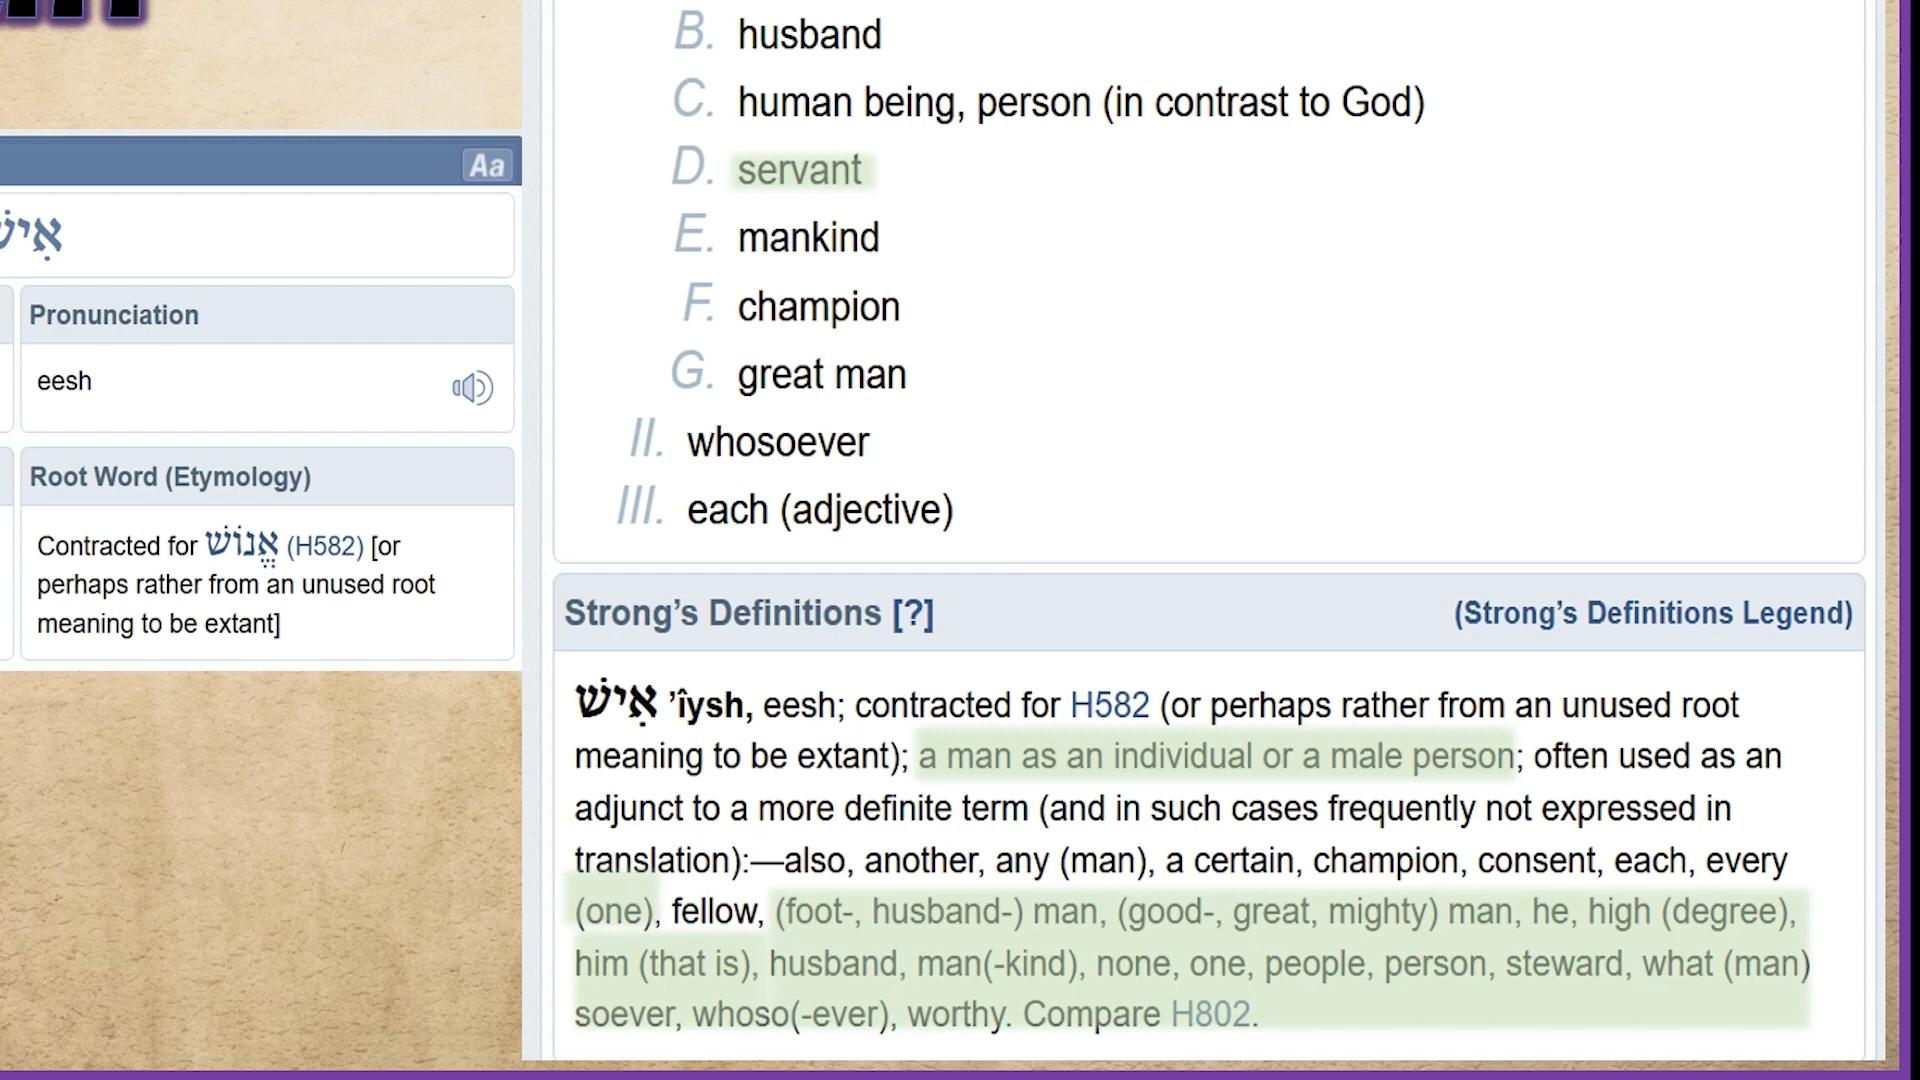 Aa
אִישׁ
Pronunciation
eesh
Root Word (Etymology)
Contracted for אֱנוֹשׁ (H582) [or
perhaps rather from an unused root
meaning to be extant]
B. husband
C. human being, person (in contrast to God)
D. servant
E. mankind
F. champion
G. great man
II. whosoever
III. each (adjective)
Strong’s Definitions [?] (Strong’s Definitions Legend)
אִישׁ ʼîysh, eesh; contracted for H582 (or perhaps rather from an unused root
meaning to be extant); a man as an individual or a male person; often used as an
adjunct to a more definite term (and in such cases frequently not expressed in
translation):—also, another, any (man), a certain, champion, consent, each, every
(one), fellow, (foot-, husband-) man, (good-, great, mighty) man, he, high (degree),
him (that is), husband, man(-kind), none, one, people, person, steward, what (man)
soever, whoso(-ever), worthy. Compare H802.